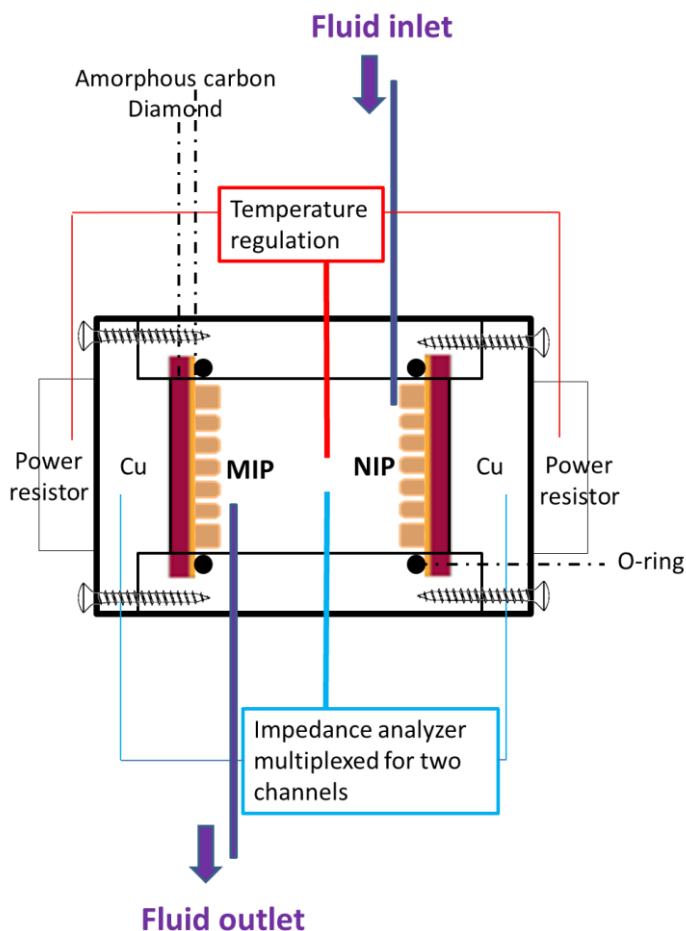 Fluid inlet
Amorphous carbon
Diamond
Temperature
regulation
Power
resistor
Cu
MIP
NIP
Cu
Power
resistor
O-ring
Impedance analyzer
multiplexed for two
channels
Fluid outlet